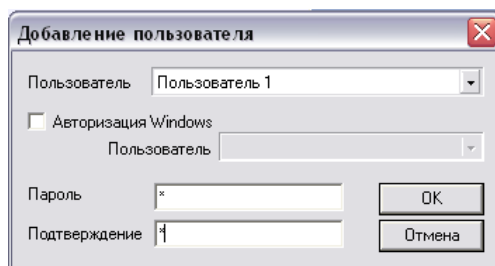 Добавление пользователя
Пользователь Пользователь 1
Авторизация Windows
Пользователь
Пароль * OK
Подтверждение * Отмена